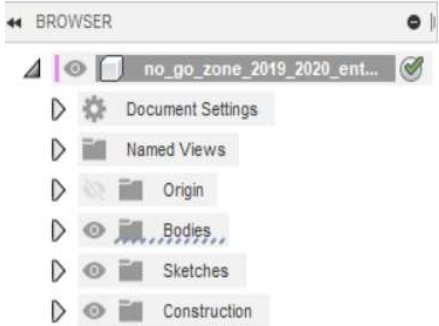 BROWSER
no_go_zone_2019_2020_ent...
Document Settings
Named Views
Origin
Bodies
Sketches
Construction